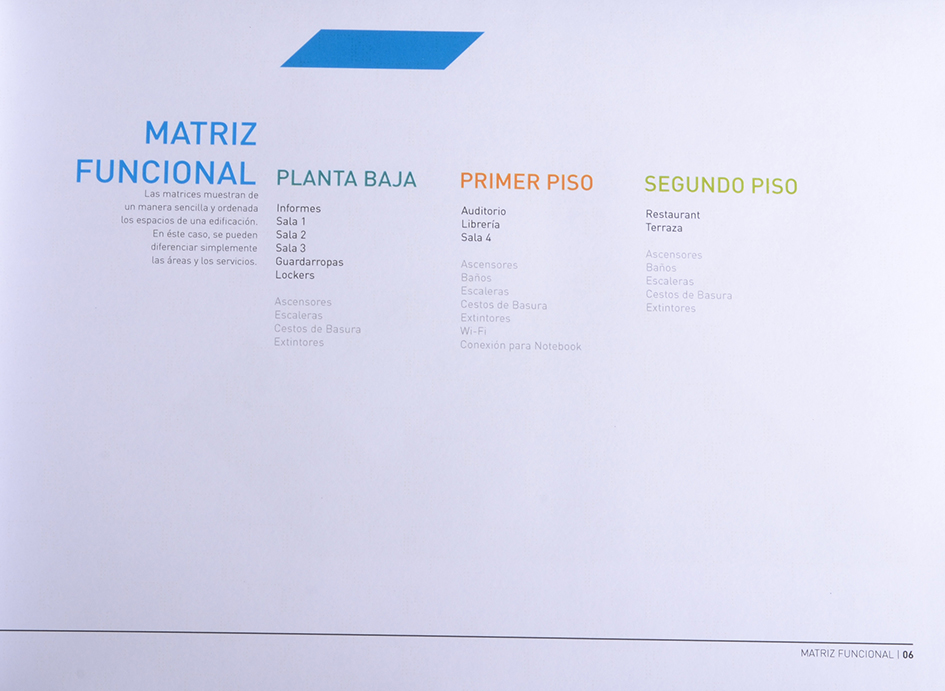 MATRIZ
FUNCIONAL
Las matrices muestran de
un manera sencilla y ordenada
los espacios de una edificación.
En éste caso, se pueden
diferenciar simplemente
las áreas y los servicios.
PLANTA BAJA
Informes
Sala 1
Sala 2
Sala 3
Guardarropas
Lockers
Ascensores
Escaleras
Cestos de Basura
Extintores
PRIMER PISO
Auditorio
Librería
Sala 4
Ascensores
Baños
Escaleras
Cestos de Basura
Extintores
Wi-Fi
Conexión para Notebook
SEGUNDO PISO
Restaurant
Terraza
Ascensores
Baños
Escaleras
Cestos de Basura
Extintores
MATRIZ FUNCIONAL | 06